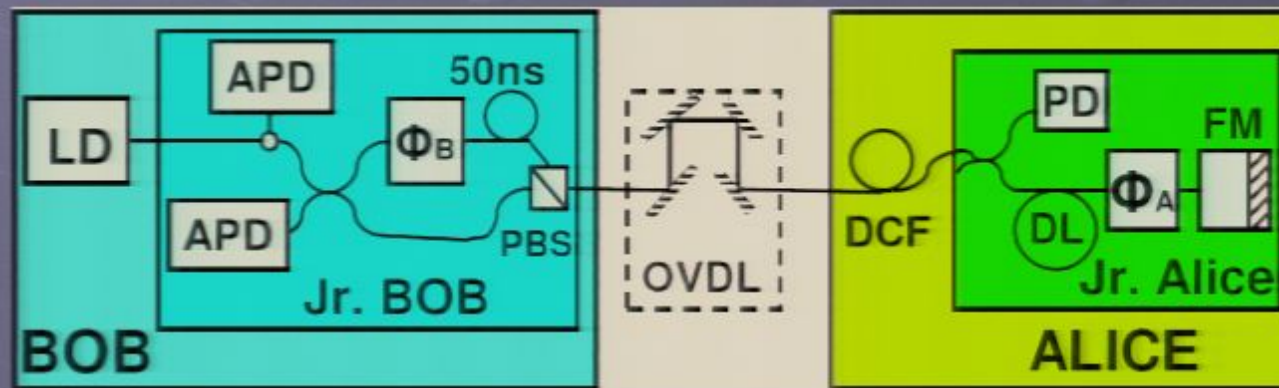 LD
APD
APD
ΦB
50ns
PBS
Jr. BOB
BOB
OVDL
DCF
PD
FM
ΦA
DL
Jr. Alice
ALICE